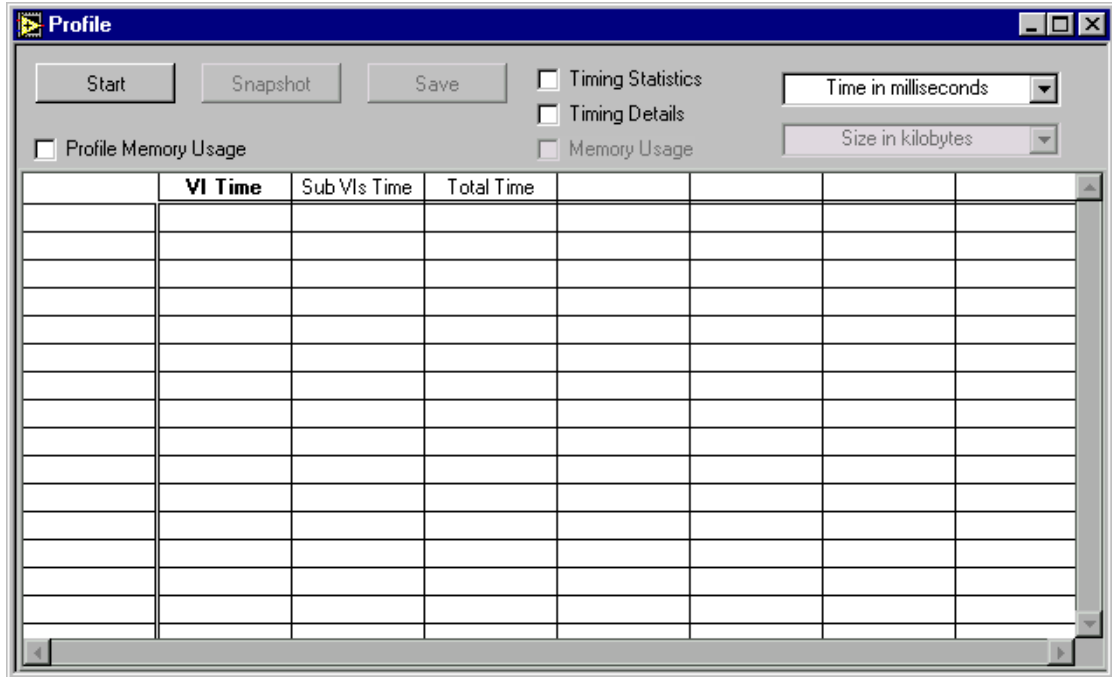 Profile
Start
Snapshot
Save
Timing Statistics
Time in milliseconds
Timing Details
Profile Memory Usage
Memory Usage
Size in kilobytes
VI Time
Sub VIs Time
Total Time